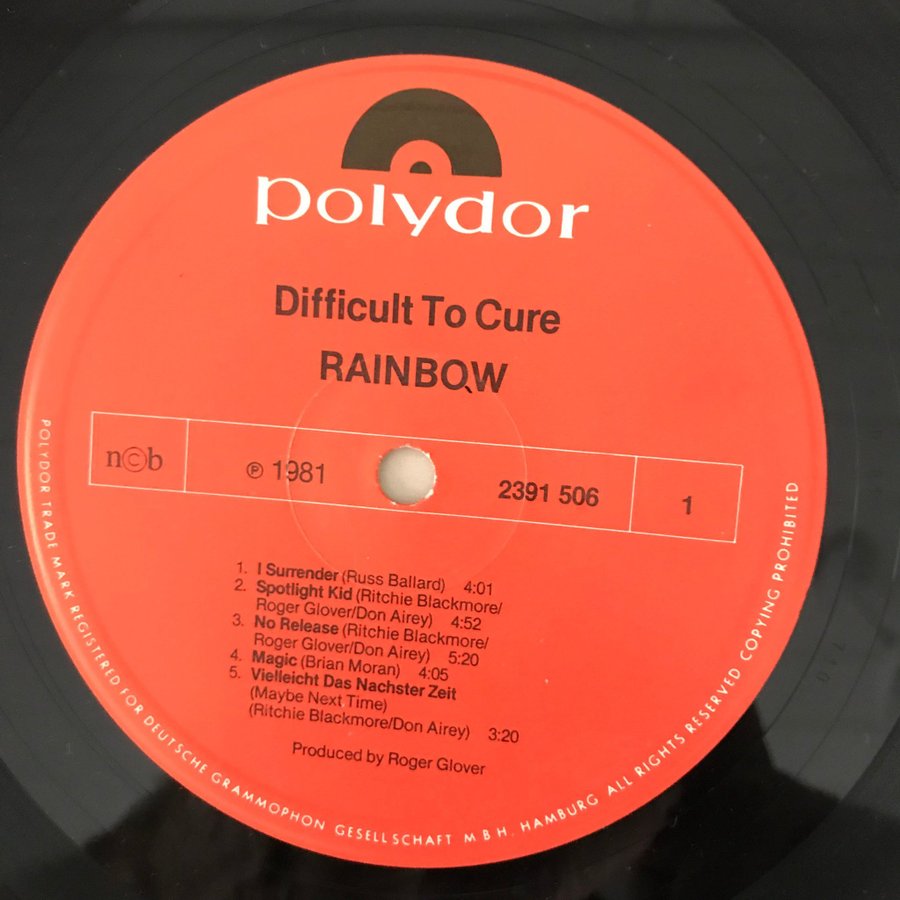 polydor
Difficult To Cure
RAINBOW
n©b
℗ 1981
2391 506
1
1. I Surrender (Russ Ballard) 4:01
2. Spotlight Kid (Ritchie Blackmore/
Roger Glover/Don Airey) 4:52
3. No Release (Ritchie Blackmore/
Roger Glover/Don Airey) 5:20
4. Magic (Brian Moran) 4:05
5. Vielleicht Das Nachster Zeit
(Maybe Next Time)
(Ritchie Blackmore/Don Airey) 3:20
Produced by Roger Glover
POLYDOR TRADE MARK REGISTERED FOR DEUTSCHE GRAMMOPHON GESELLSCHAFT M B H, HAMBURG ALL RIGHTS RESERVED COPYING PROHIBITED